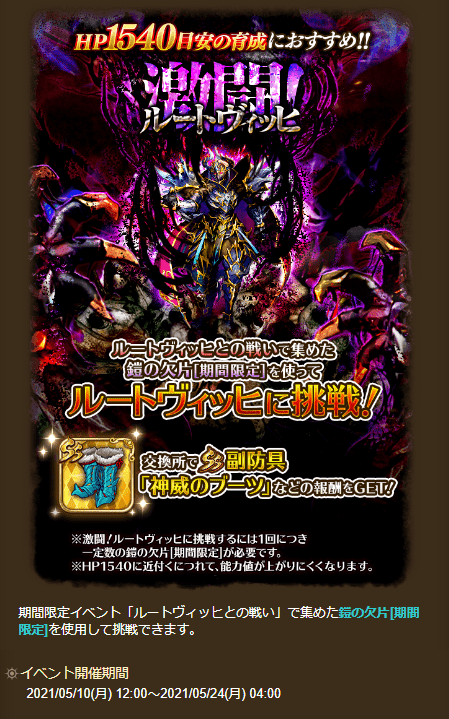 HP1540目安の育成におすすめ!!
激闘!
ルートヴィッヒ
ルートヴィッヒとの戦いで集めた
鎧の欠片[期間限定]を使って
ルートヴィッヒに挑戦!
SS
交換所でSS副防具
「神威のブーツ」などの報酬をGET!
※激闘!ルートヴィッヒに挑戦するには1回につき
一定数の鎧の欠片[期間限定]が必要です。
※HP1540に近付くにつれて、能力値が上がりにくくなります。
期間限定イベント「ルートヴィッヒとの戦い」で集めた鎧の欠片[期間
限定]を使用して挑戦できます。
イベント開催期間
2021/05/10(月) 12:00～2021/05/24(月) 04:00